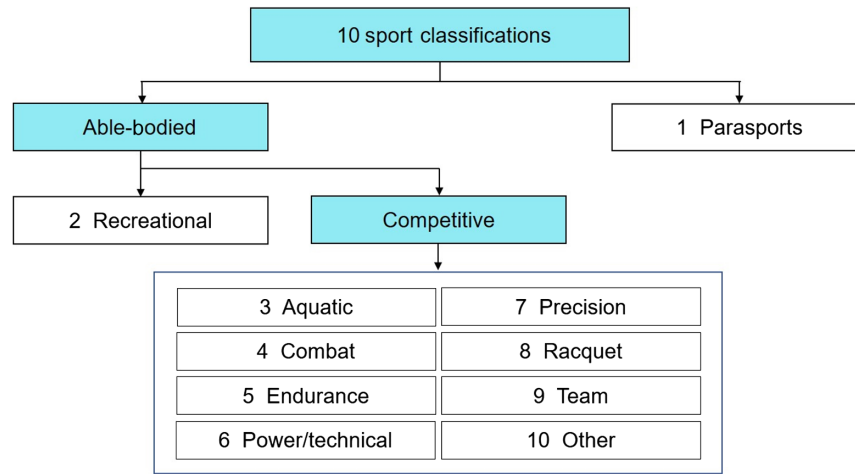 10 sport classifications
Able-bodied
1 Parasports
2 Recreational
Competitive
3 Aquatic
7 Precision
4 Combat
8 Racquet
5 Endurance
9 Team
6 Power/technical
10 Other